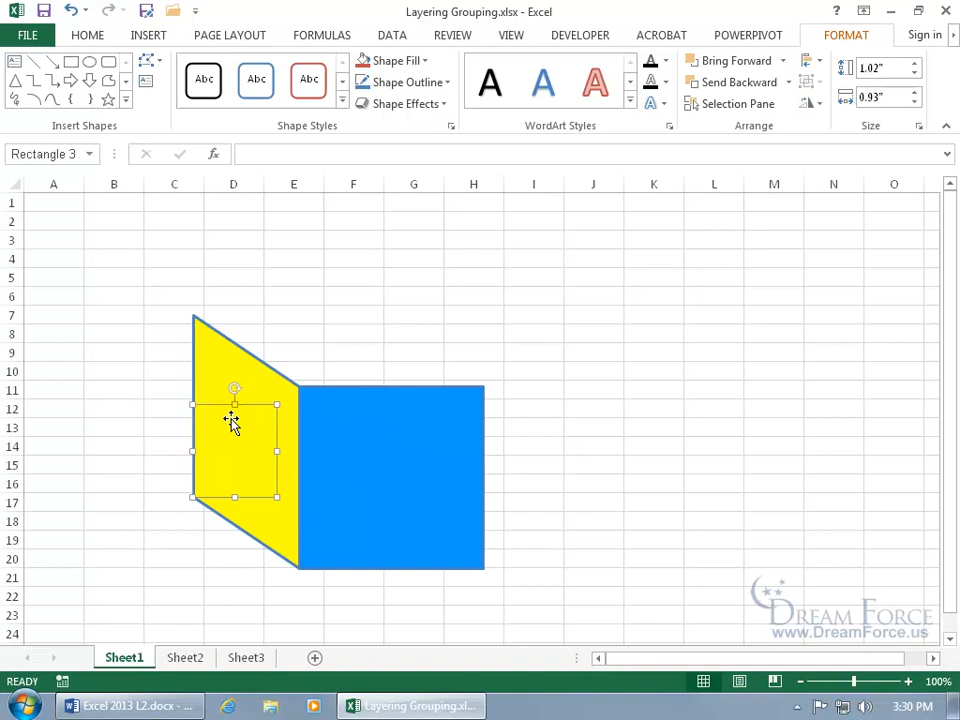 Layering Grouping.xlsx - Excel
FILE HOME INSERT PAGE LAYOUT FORMULAS DATA REVIEW VIEW DEVELOPER ACROBAT POWERPIVOT FORMAT Sign in
Abc Abc Abc
Shape Fill
Shape Outline
Shape Effects
A A A
A
A
A
Bring Forward
Send Backward
Selection Pane
1.02"
0.93"
Insert Shapes Shape Styles WordArt Styles Arrange Size
Rectangle 3 fx
A B C D E F G H I J K L M N O
1
2
3
4
5
6
7
8
9
10
11
12
13
14
15
16
17
18
19
20
21
22
23
24
DREAM FORCE
www.DreamForce.us
Sheet1 Sheet2 Sheet3
READY 100%
Excel 2013 L2.docx - ... Layering Grouping.xl... 3:30 PM